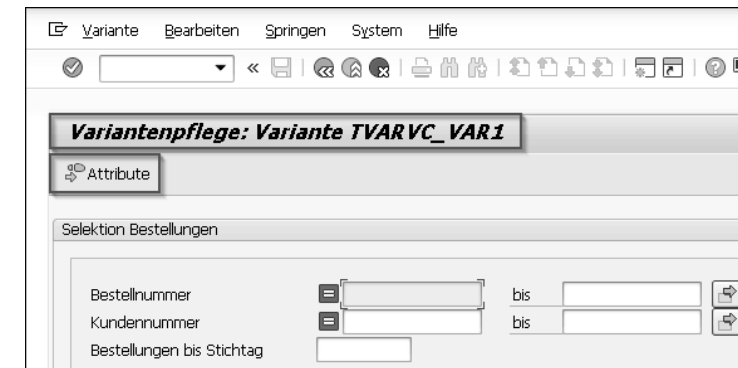 Variante Bearbeiten Springen System Hilfe
Variantenpflege: Variante TVARVC_VAR1
Attribute
Selektion Bestellungen
Bestellnummer bis
Kundennummer bis
Bestellungen bis Stichtag